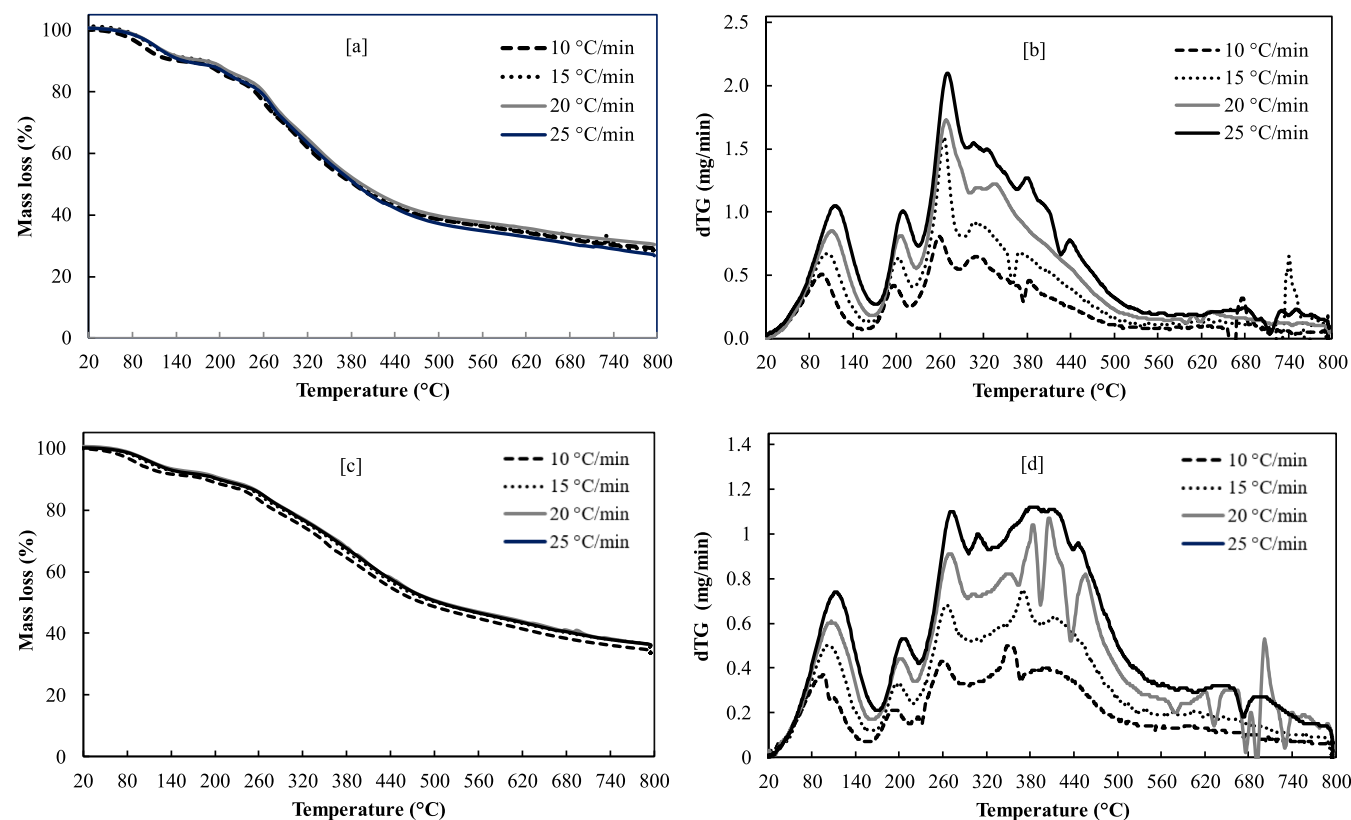 [a]
10 °C/min
15 °C/min
20 °C/min
25 °C/min
Mass loss (%)
100
80
60
40
20
0
20 80 140 200 260 320 380 440 500 560 620 680 740 800
Temperature (°C)
[b]
10 °C/min
15 °C/min
20 °C/min
25 °C/min
dTG (mg/min)
2.5
2.0
1.5
1.0
0.5
0.0
20 80 140 200 260 320 380 440 500 560 620 680 740 800
Temperature (°C)
[c]
10 °C/min
15 °C/min
20 °C/min
25 °C/min
Mass loss (%)
100
80
60
40
20
0
20 80 140 200 260 320 380 440 500 560 620 680 740 800
Temperature (°C)
[d]
10 °C/min
15 °C/min
20 °C/min
25 °C/min
dTG (mg/min)
1.4
1.2
1
0.8
0.6
0.4
0.2
0
20 80 140 200 260 320 380 440 500 560 620 680 740 800
Temperature (°C)